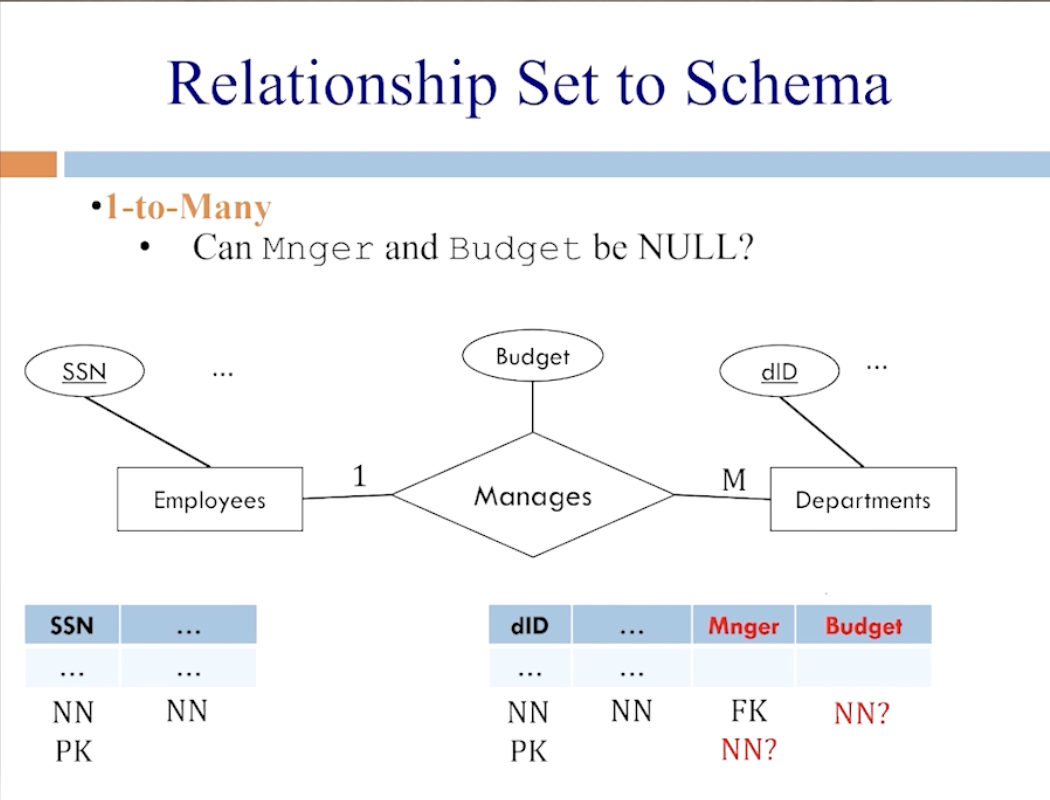 Relationship Set to Schema
•1-to-Many
• Can Mnger and Budget be NULL?
SSN
...
Budget
dID
...
Employees
1
Manages
M
Departments
SSN ...
... ...
NN NN
PK
dID ... Mnger Budget
... ...
NN NN FK NN?
PK NN?